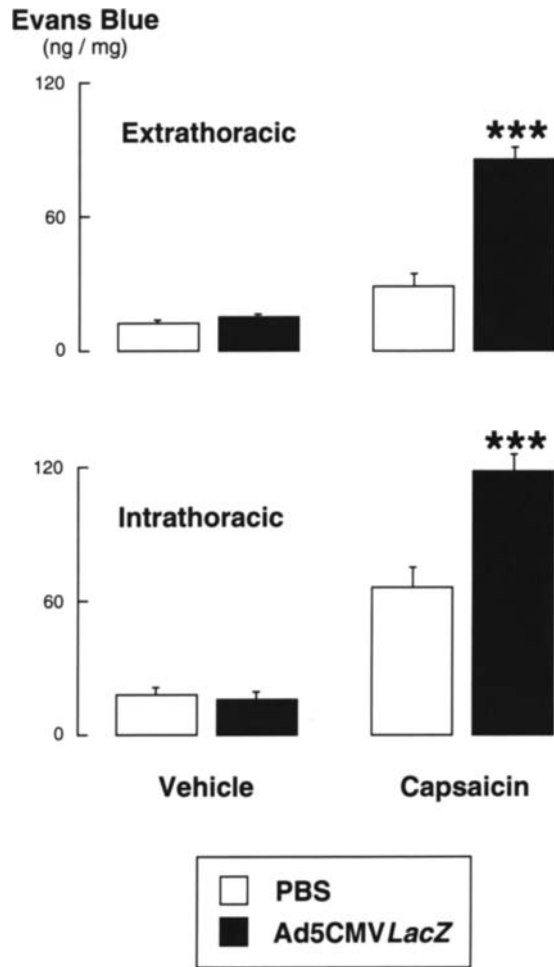 Evans Blue
(ng / mg)
120
Extrathoracic
***
60
0
120
***
Intrathoracic
60
0
Vehicle Capsaicin
PBS
Ad5CMVLacZ